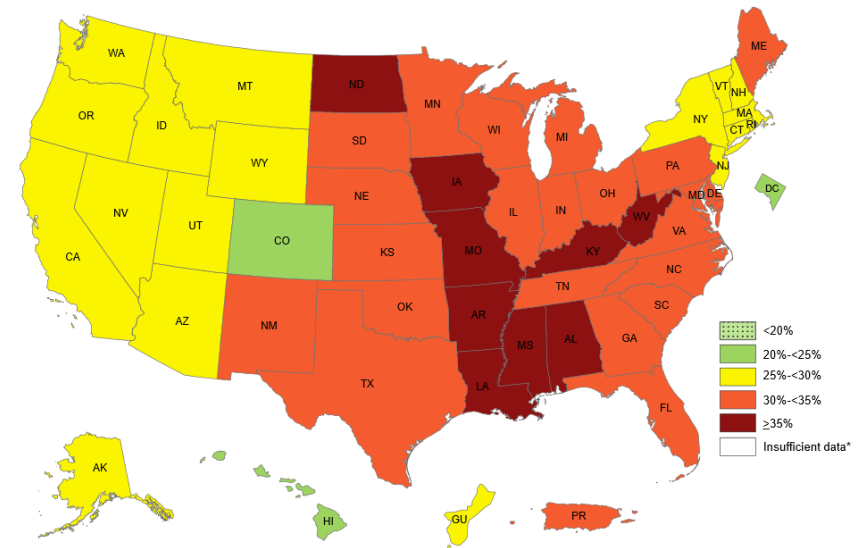 WA
OR
ID
MT
WY
NV
UT
CA
AZ
CO
NM
ND
SD
NE
KS
OK
TX
MN
IA
MO
AR
LA
WI
IL
MI
IN
OH
KY
TN
MS
AL
GA
FL
SC
NC
VA
WV
PA
MD
DE
DC
NJ
NY
CT
RI
MA
VT
NH
ME
AK
HI
GU
PR
<20%
20%-<25%
25%-<30%
30%-<35%
≥35%
Insufficient data*